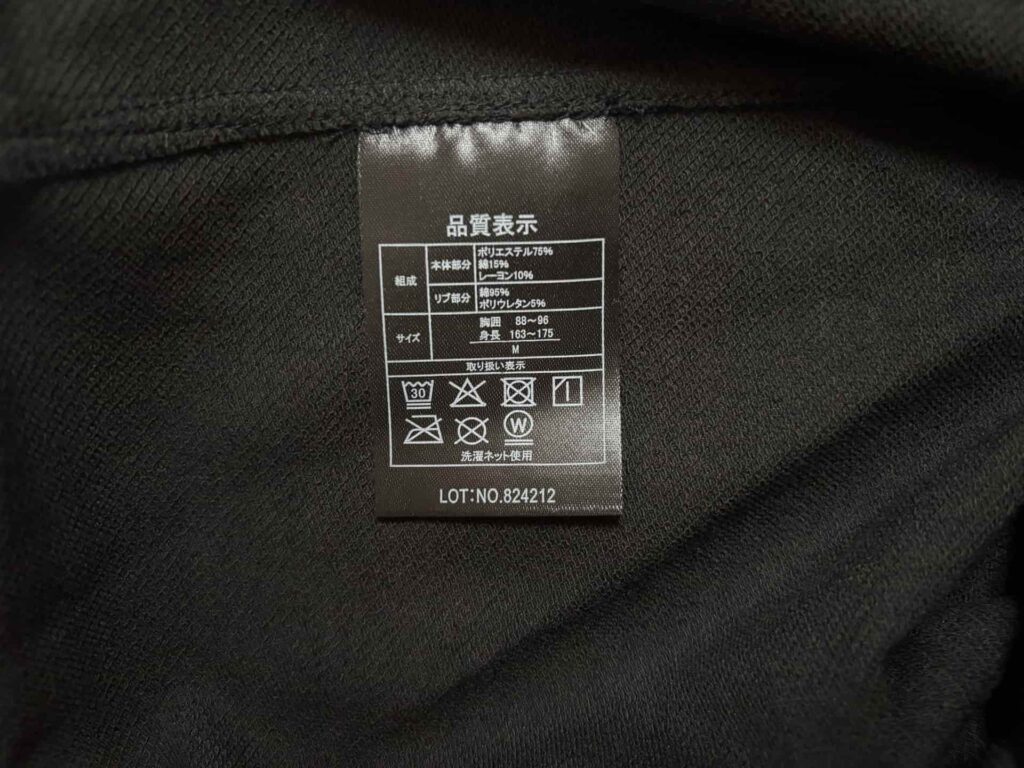 品質表示
組成
本体部分
ポリエステル75%
綿15%
レーヨン10%
リブ部分
綿95%
ポリウレタン5%
サイズ
胸囲 88〜96
身長 163〜175
M
取り扱い表示
30
W
洗濯ネット使用
LOT:NO.824212